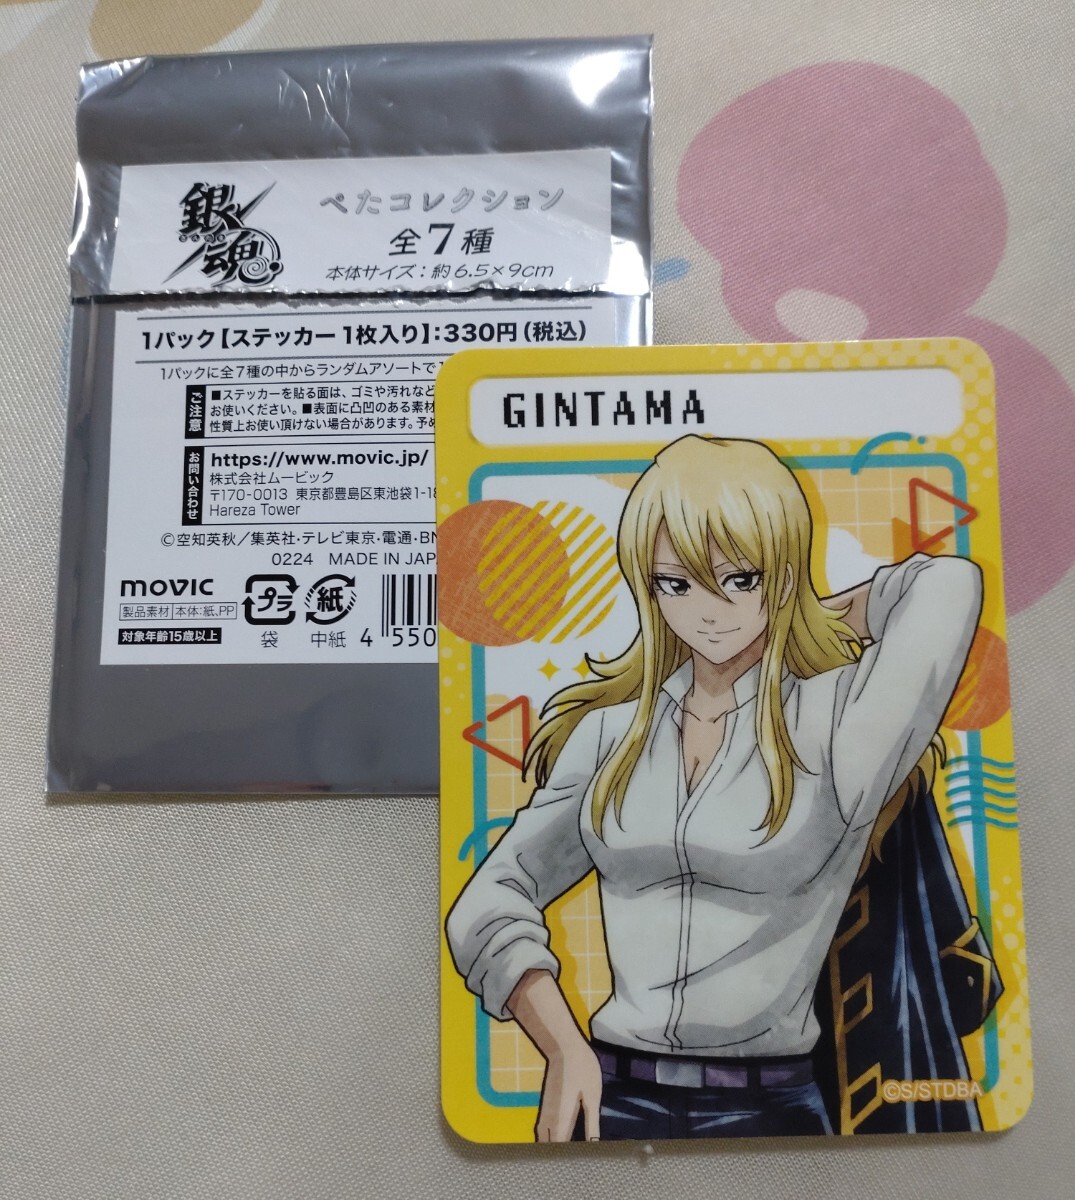 銀魂
ぺたコレクション
全7種
本体サイズ：約6.5×9cm
1パック【ステッカー1枚入り】：330円（税込）
1パックに全7種の中からランダムアソートで
ご注意
■ステッカーを貼る面は、ゴミや汚れなど
お使いください。■表面に凸凹のある素材
性質上お使い頂けない場合があります。予め
お問い合わせ
https://www.movic.jp/
株式会社ムービック
〒170-0013 東京都豊島区東池袋1-18
Hareza Tower
©空知英秋／集英社・テレビ東京・電通・BN
0224 MADE IN JAPA
movic
製品素材 本体：紙、PP
対象年齢15歳以上
プラ
袋
紙
中紙
4 550
GINTAMA
©S/STDBA